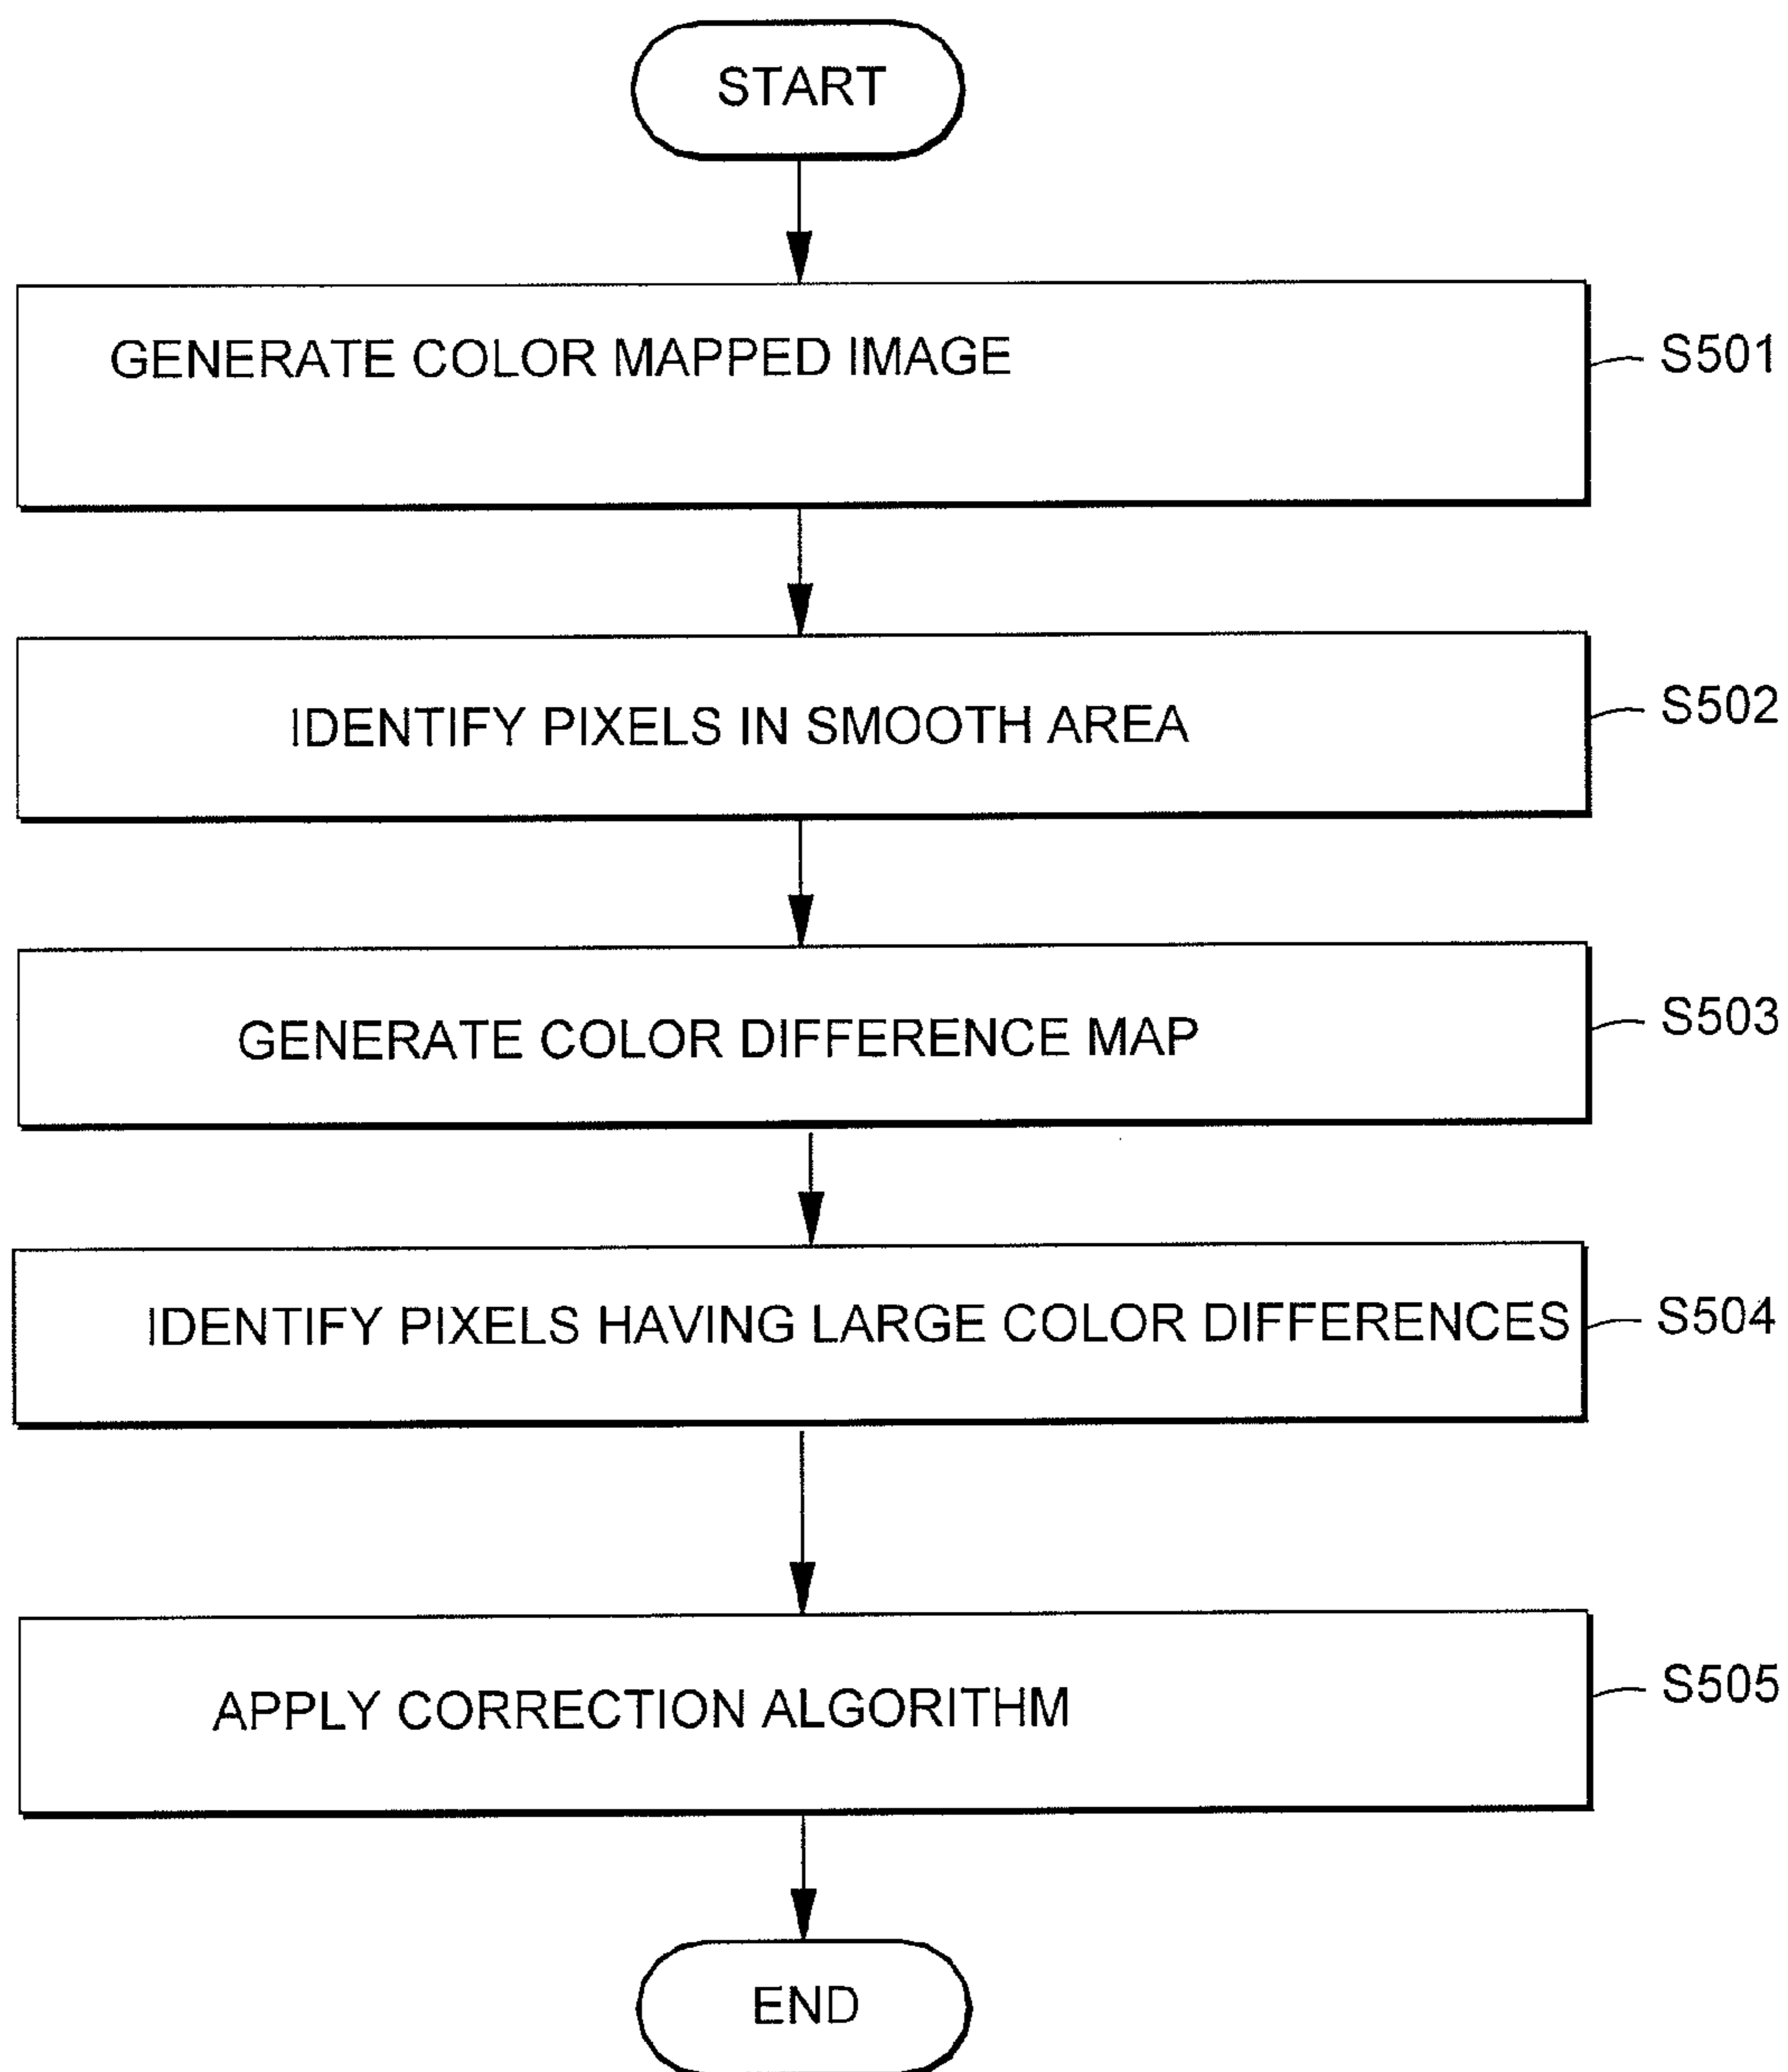 START
GENERATE COLOR MAPPED IMAGE
S501
IDENTIFY PIXELS IN SMOOTH AREA
S502
GENERATE COLOR DIFFERENCE MAP
S503
IDENTIFY PIXELS HAVING LARGE COLOR DIFFERENCES
S504
APPLY CORRECTION ALGORITHM
S505
END